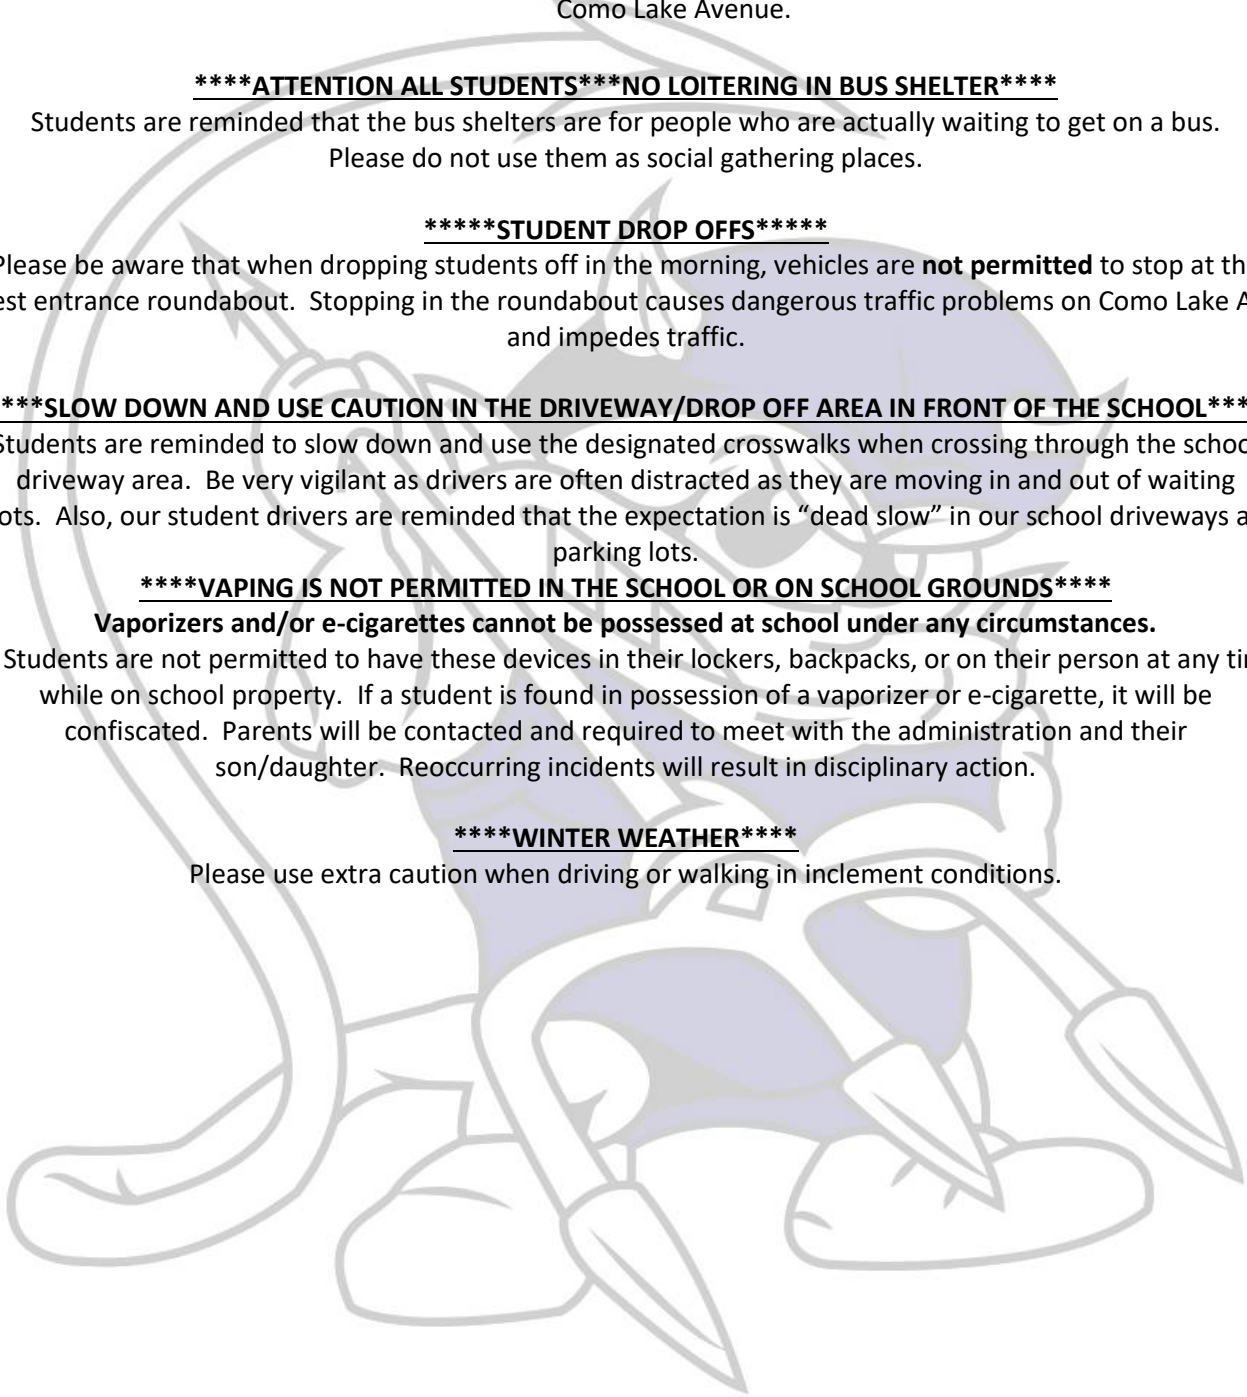 Como Lake Avenue.
****ATTENTION ALL STUDENTS***NO LOITERING IN BUS SHELTER****
Students are reminded that the bus shelters are for people who are actually waiting to get on a bus.
Please do not use them as social gathering places.
*****STUDENT DROP OFFS*****
Please be aware that when dropping students off in the morning, vehicles are not permitted to stop at th
est entrance roundabout. Stopping in the roundabout causes dangerous traffic problems on Como Lake A
and impedes traffic.
***SLOW DOWN AND USE CAUTION IN THE DRIVEWAY/DROP OFF AREA IN FRONT OF THE SCHOOL***
Students are reminded to slow down and use the designated crosswalks when crossing through the schoo
driveway area. Be very vigilant as drivers are often distracted as they are moving in and out of waiting
ots. Also, our student drivers are reminded that the expectation is “dead slow” in our school driveways a
parking lots.
****VAPING IS NOT PERMITTED IN THE SCHOOL OR ON SCHOOL GROUNDS****
Vaporizers and/or e-cigarettes cannot be possessed at school under any circumstances.
Students are not permitted to have these devices in their lockers, backpacks, or on their person at any ti
while on school property. If a student is found in possession of a vaporizer or e-cigarette, it will be
confiscated. Parents will be contacted and required to meet with the administration and their
son/daughter. Reoccurring incidents will result in disciplinary action.
****WINTER WEATHER****
Please use extra caution when driving or walking in inclement conditions.